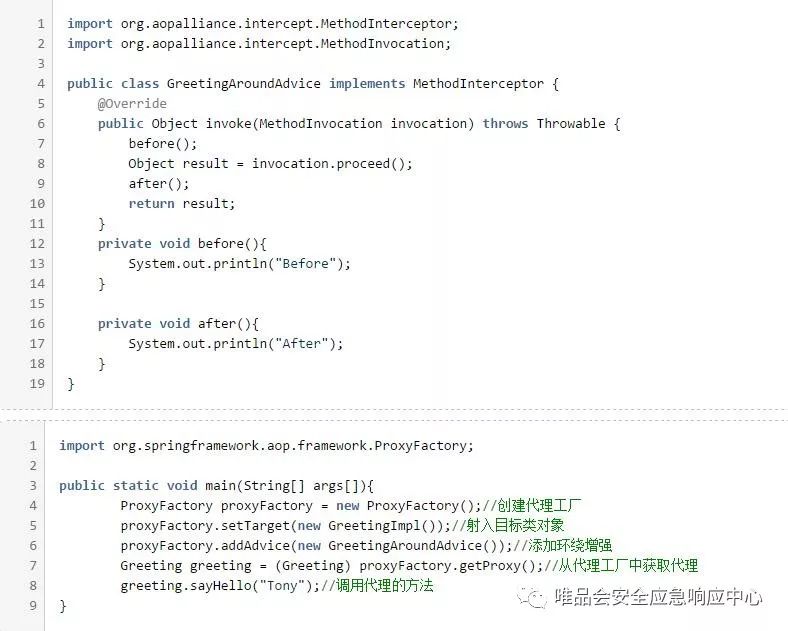 1 import org.aopalliance.intercept.MethodInterceptor;
2 import org.aopalliance.intercept.MethodInvocation;
3
4 public class GreetingAroundAdvice implements MethodInterceptor {
5 @Override
6 public Object invoke(MethodInvocation invocation) throws Throwable {
7 before();
8 Object result = invocation.proceed();
9 after();
10 return result;
11 }
12 private void before(){
13 System.out.println("Before");
14 }
15
16 private void after(){
17 System.out.println("After");
18 }
19 }
1 import org.springframework.aop.framework.ProxyFactory;
2
3 public static void main(String[] args[]){
4 ProxyFactory proxyFactory = new ProxyFactory();//创建代理工厂
5 proxyFactory.setTarget(new GreetingImpl());//射入目标类对象
6 proxyFactory.addAdvice(new GreetingAroundAdvice());//添加环绕增强
7 Greeting greeting = (Greeting) proxyFactory.getProxy();//从代理工厂中获取代理
8 greeting.sayHello("Tony");//调用代理的方法
9 }
唯品会安全应急响应中心